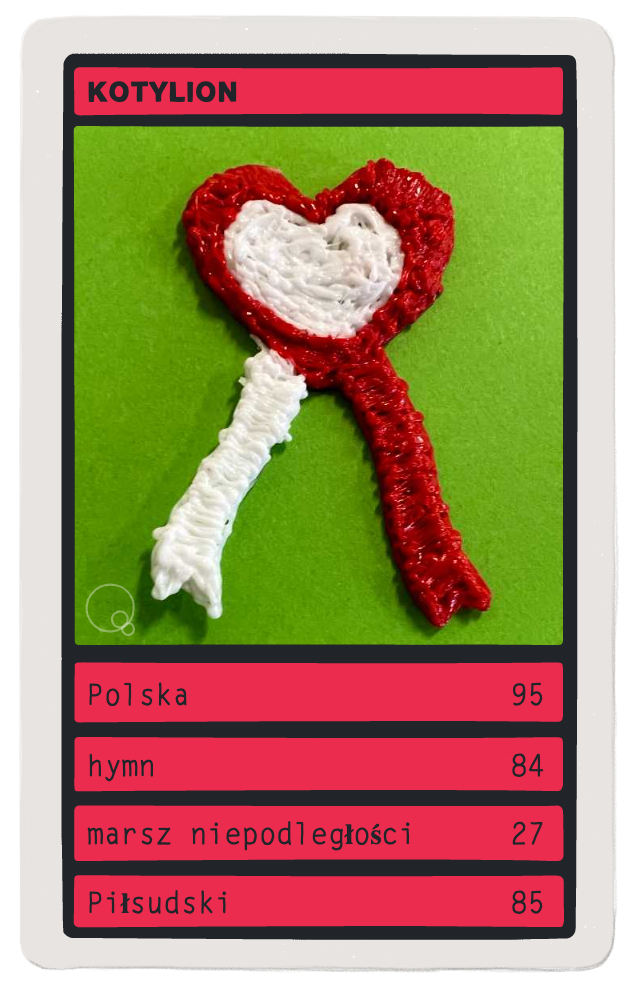 KOTYLION
Polska 95
hymn 84
marsz niepodległości 27
Piłsudski 85